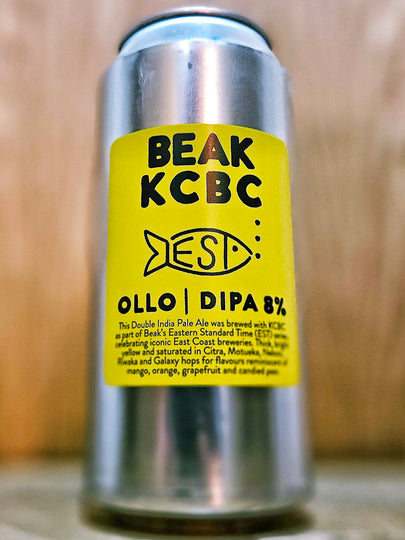 BEAK
KCBC
EST
OLLO | DIPA 8%
This Double India Pale Ale was brewed with KCBC
as part of Beak's Eastern Standard Time (EST) series,
celebrating iconic East Coast breweries. Thick, bright,
yellow and saturated in Citra, Motueka, Nelson,
Riwaka and Galaxy hops for flavours reminiscent of
mango, orange, grapefruit and candied peel.